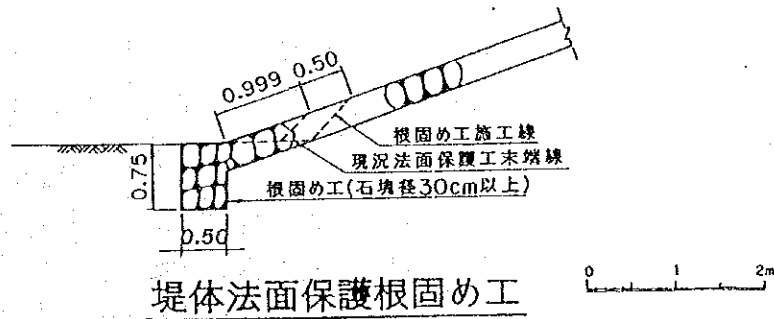 0.999
0.50
根固め工施工線
現況法面保護工末端線
根固め工(石塊径30cm以上)
0.75
0.50
堤体法面保護根固め工
0 1 2m